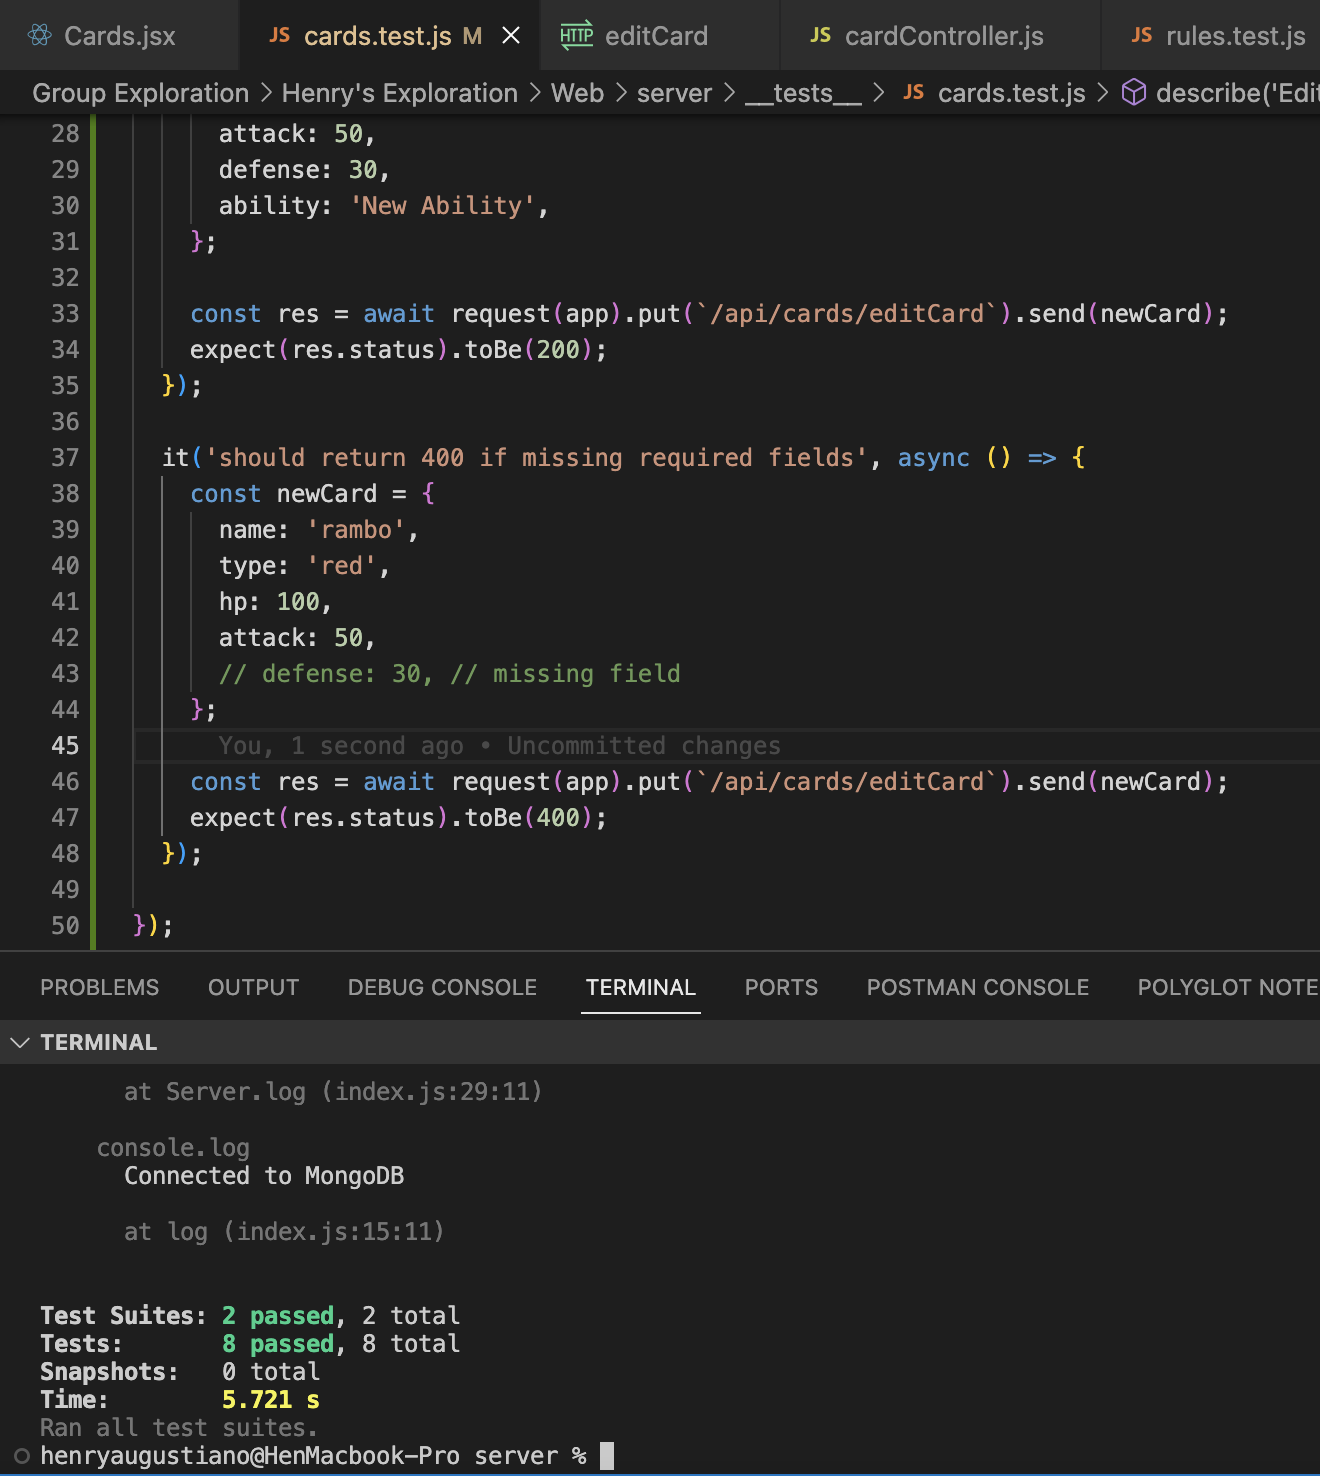 Cards.jsx JS cards.test.js M HTTP editCard JS cardController.js JS rules.test.js
Group Exploration > Henry's Exploration > Web > server > __tests__ > JS cards.test.js > describe('Edi
28 attack: 50,
29 defense: 30,
30 ability: 'New Ability',
31 };
32
33 const res = await request(app).put(`/api/cards/editCard`).send(newCard);
34 expect(res.status).toBe(200);
35 });
36
37 it('should return 400 if missing required fields', async () => {
38 const newCard = {
39 name: 'rambo',
40 type: 'red',
41 hp: 100,
42 attack: 50,
43 // defense: 30, // missing field
44 };
45 You, 1 second ago • Uncommitted changes
46 const res = await request(app).put(`/api/cards/editCard`).send(newCard);
47 expect(res.status).toBe(400);
48 });
49
50 });
PROBLEMS OUTPUT DEBUG CONSOLE TERMINAL PORTS POSTMAN CONSOLE POLYGLOT NOTE
TERMINAL
at Server.log (index.js:29:11)
console.log
Connected to MongoDB
at log (index.js:15:11)
Test Suites: 2 passed, 2 total
Tests: 8 passed, 8 total
Snapshots: 0 total
Time: 5.721 s
Ran all test suites.
henryaugustiano@HenMacbook-Pro server %